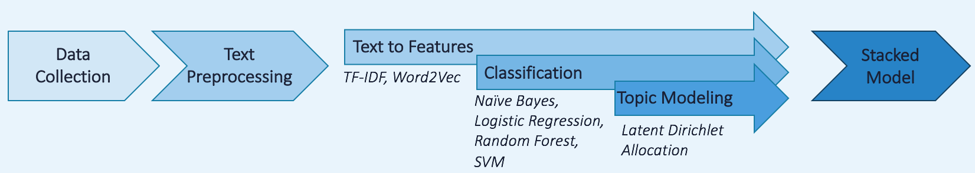 Data
Collection
Text
Preprocessing
Text to Features
TF-IDF, Word2Vec
Classification
Naïve Bayes,
Logistic Regression,
Random Forest,
SVM
Topic Modeling
Latent Dirichlet
Allocation
Stacked
Model